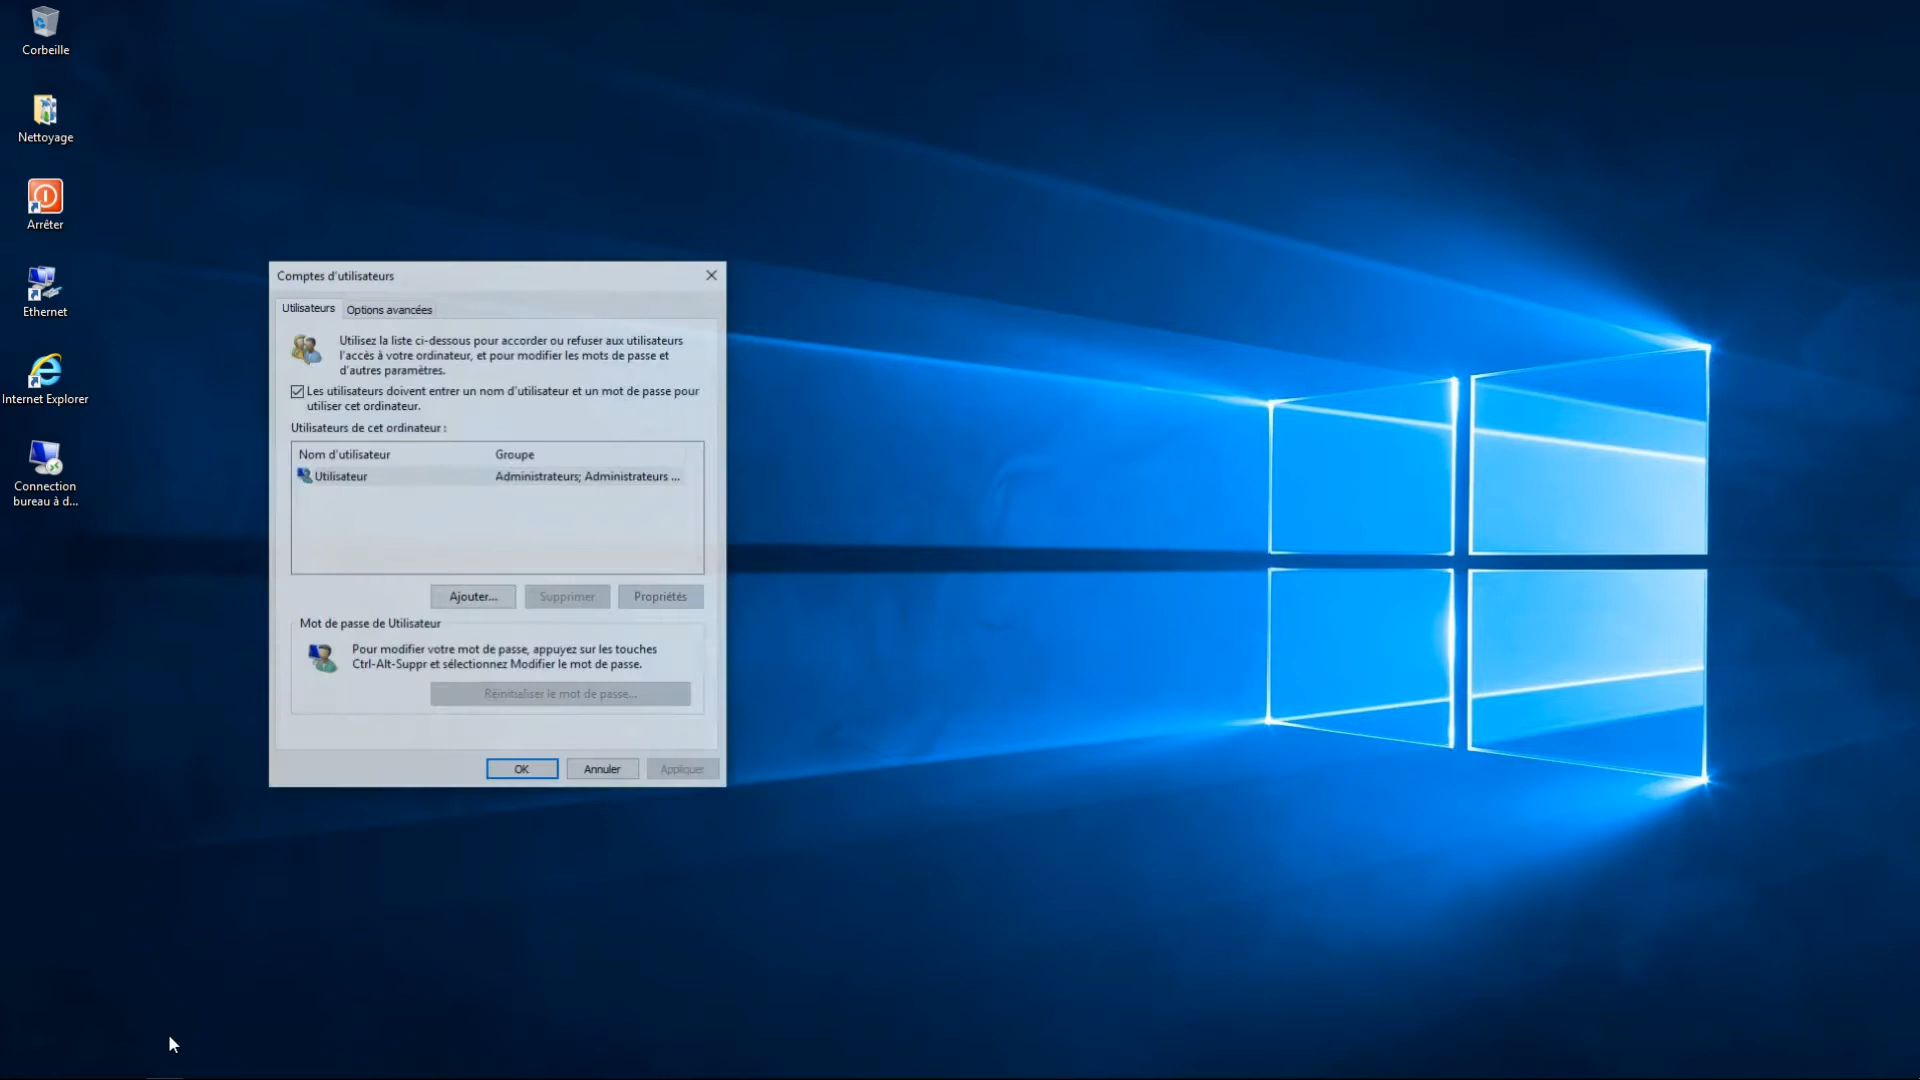 Corbeille
Nettoyage
Arrêter
Ethernet
Internet Explorer
Connection
bureau à d...
Comptes d'utilisateurs
Utilisateurs
Options avancées
Utilisez la liste ci-dessous pour accorder ou refuser aux utilisateurs
l'accès à votre ordinateur, et pour modifier les mots de passe et
d'autres paramètres.
Les utilisateurs doivent entrer un nom d'utilisateur et un mot de passe pour
utiliser cet ordinateur.
Utilisateurs de cet ordinateur :
Nom d'utilisateur Groupe
Utilisateur Administrateurs; Administrateurs ...
Ajouter... Supprimer Propriétés
Mot de passe de Utilisateur
Pour modifier votre mot de passe, appuyez sur les touches
Ctrl-Alt-Suppr et sélectionnez Modifier le mot de passe.
Réinitialiser le mot de passe...
OK Annuler Appliquer